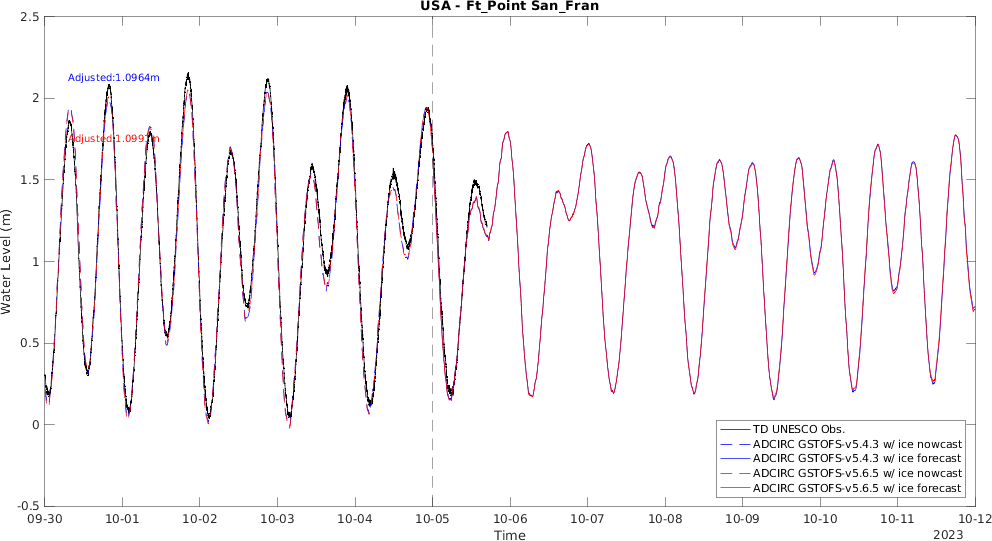 USA - Ft_Point San_Fran
Water Level (m)
2.5
2
1.5
1
0.5
0
-0.5
Adjusted:1.0964m
Adjusted:1.0997m
TD UNESCO Obs.
ADCIRC GSTOFS-v5.4.3 w/ ice nowcast
ADCIRC GSTOFS-v5.4.3 w/ ice forecast
ADCIRC GSTOFS-v5.6.5 w/ ice nowcast
ADCIRC GSTOFS-v5.6.5 w/ ice forecast
09-30 10-01 10-02 10-03 10-04 10-05 10-06 10-07 10-08 10-09 10-10 10-11 10-12
Time
2023